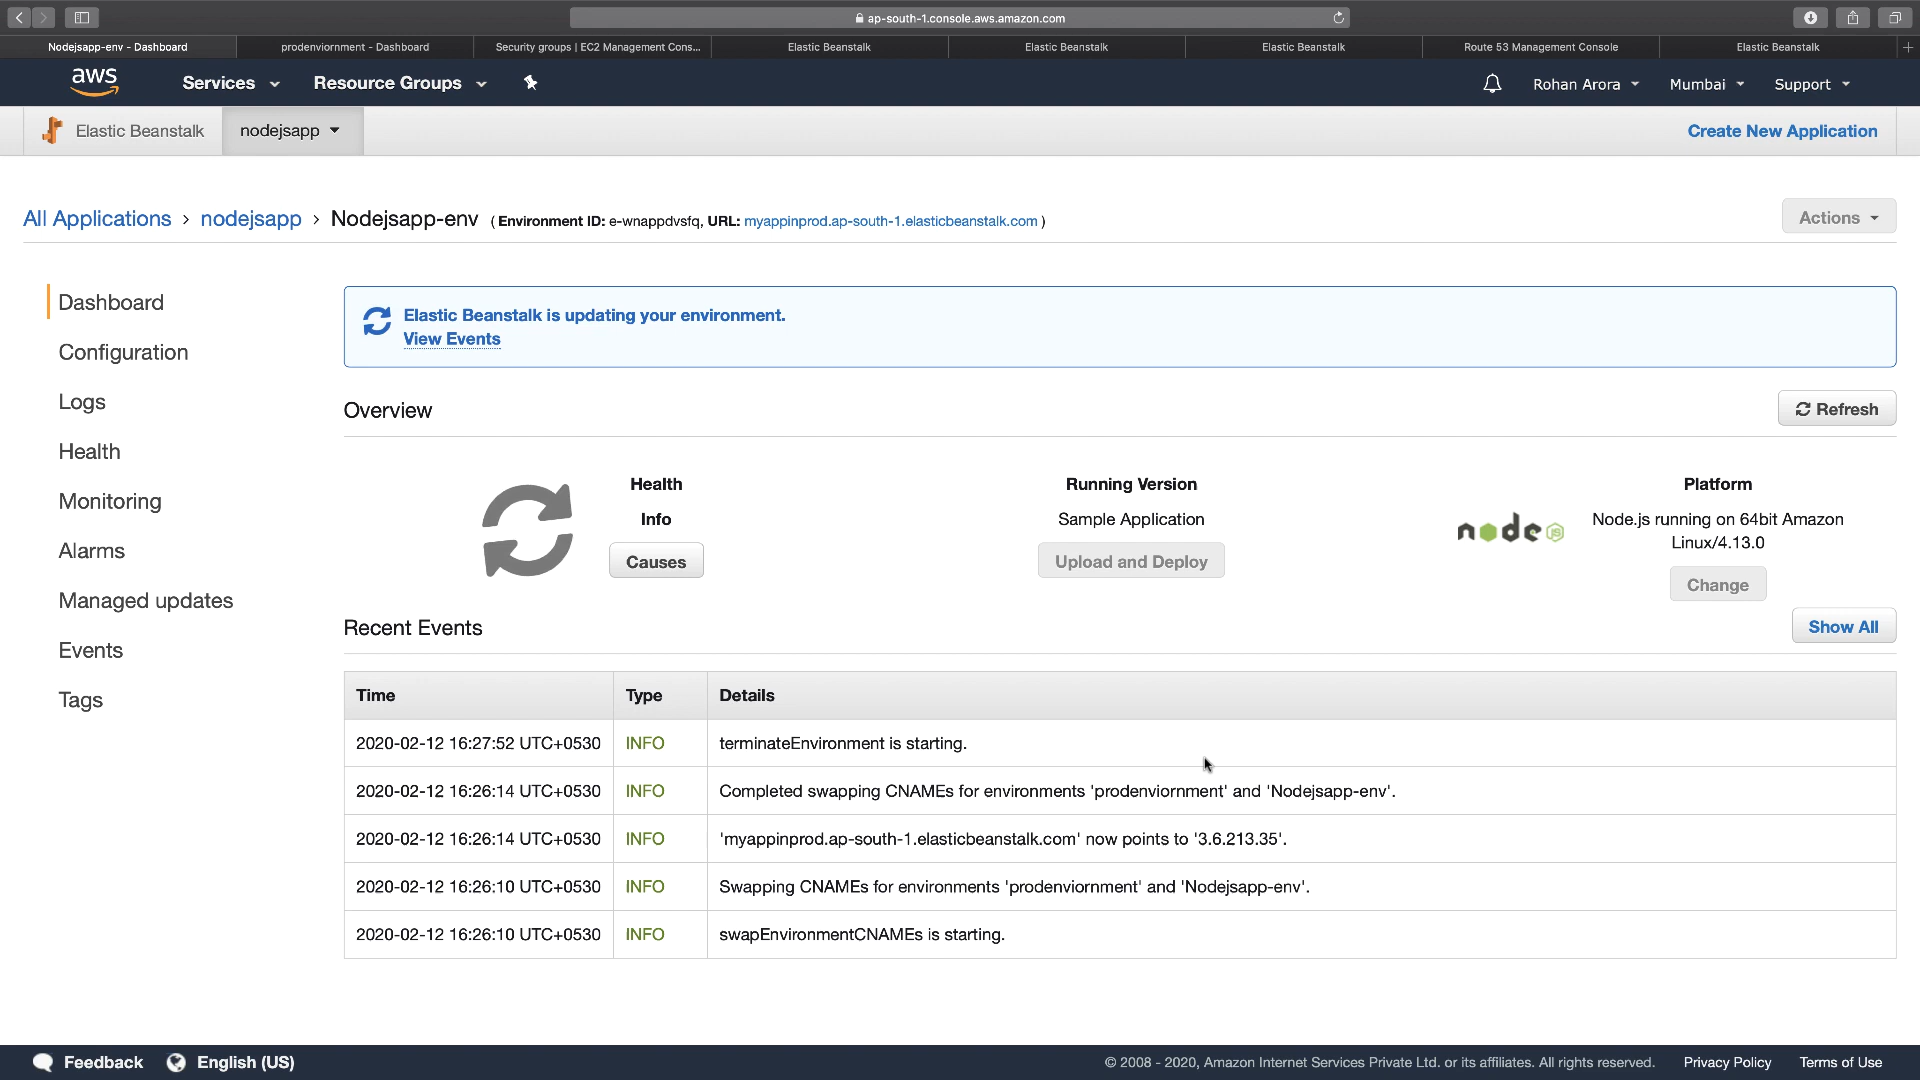 ap-south-1.console.aws.amazon.com
Nodejsapp-env - Dashboard
prodenviornment - Dashboard
Security groups | EC2 Management Cons...
Elastic Beanstalk
Elastic Beanstalk
Elastic Beanstalk
Route 53 Management Console
Elastic Beanstalk
aws
Services
Resource Groups
Rohan Arora
Mumbai
Support
Elastic Beanstalk
nodejsapp
Create New Application
All Applications > nodejsapp > Nodejsapp-env ( Environment ID: e-wnappdvsfq, URL: myappinprod.ap-south-1.elasticbeanstalk.com )
Actions
Dashboard
Configuration
Logs
Health
Monitoring
Alarms
Managed updates
Events
Tags
Elastic Beanstalk is updating your environment.
View Events
Overview
Refresh
Health
Info
Causes
Running Version
Sample Application
Upload and Deploy
node JS
Platform
Node.js running on 64bit Amazon
Linux/4.13.0
Change
Recent Events
Show All
Time Type Details
2020-02-12 16:27:52 UTC+0530 INFO terminateEnvironment is starting.
2020-02-12 16:26:14 UTC+0530 INFO Completed swapping CNAMEs for environments 'prodenviornment' and 'Nodejsapp-env'.
2020-02-12 16:26:14 UTC+0530 INFO 'myappinprod.ap-south-1.elasticbeanstalk.com' now points to '3.6.213.35'.
2020-02-12 16:26:10 UTC+0530 INFO Swapping CNAMEs for environments 'prodenviornment' and 'Nodejsapp-env'.
2020-02-12 16:26:10 UTC+0530 INFO swapEnvironmentCNAMEs is starting.
Feedback
English (US)
© 2008 - 2020, Amazon Internet Services Private Ltd. or its affiliates. All rights reserved.
Privacy Policy
Terms of Use